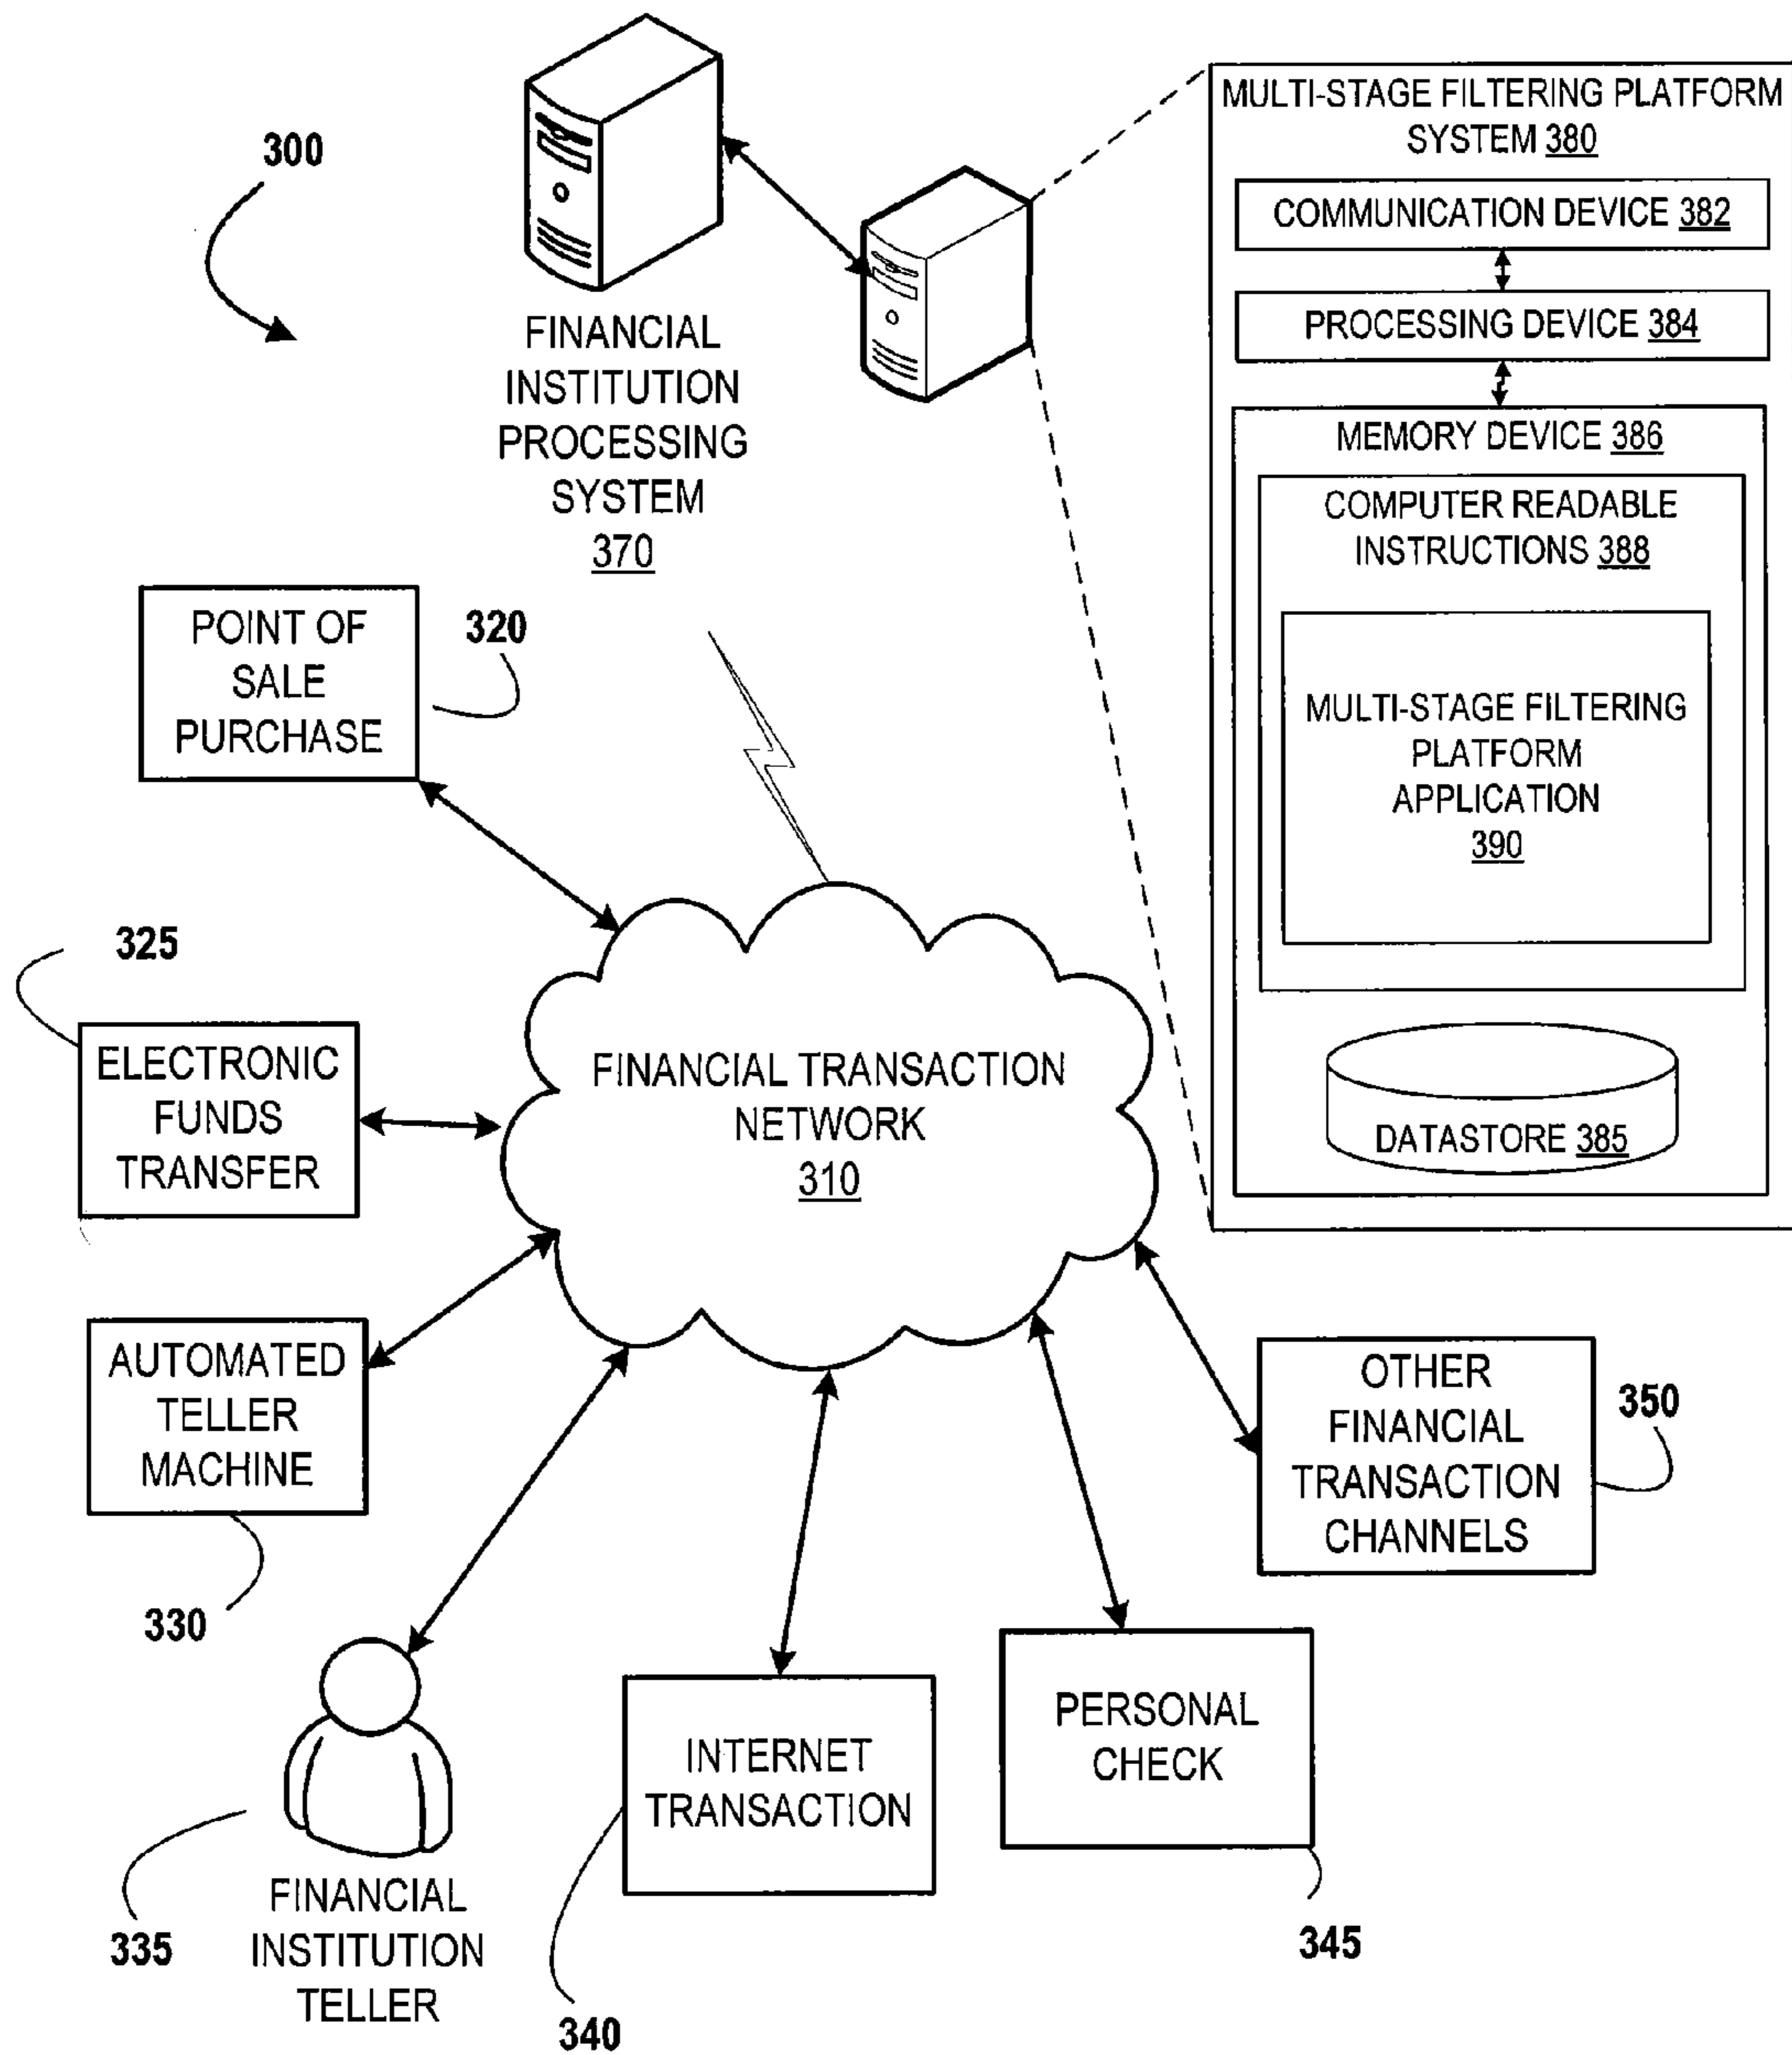 300
FINANCIAL
INSTITUTION
PROCESSING
SYSTEM
370
MULTI-STAGE FILTERING PLATFORM
SYSTEM 380
COMMUNICATION DEVICE 382
PROCESSING DEVICE 384
MEMORY DEVICE 386
COMPUTER READABLE
INSTRUCTIONS 388
MULTI-STAGE FILTERING
PLATFORM
APPLICATION
390
DATASTORE 385
POINT OF
SALE
PURCHASE
320
325
ELECTRONIC
FUNDS
TRANSFER
FINANCIAL TRANSACTION
NETWORK
310
AUTOMATED
TELLER
MACHINE
330
OTHER
FINANCIAL
TRANSACTION
CHANNELS
350
335
FINANCIAL
INSTITUTION
TELLER
INTERNET
TRANSACTION
340
PERSONAL
CHECK
345